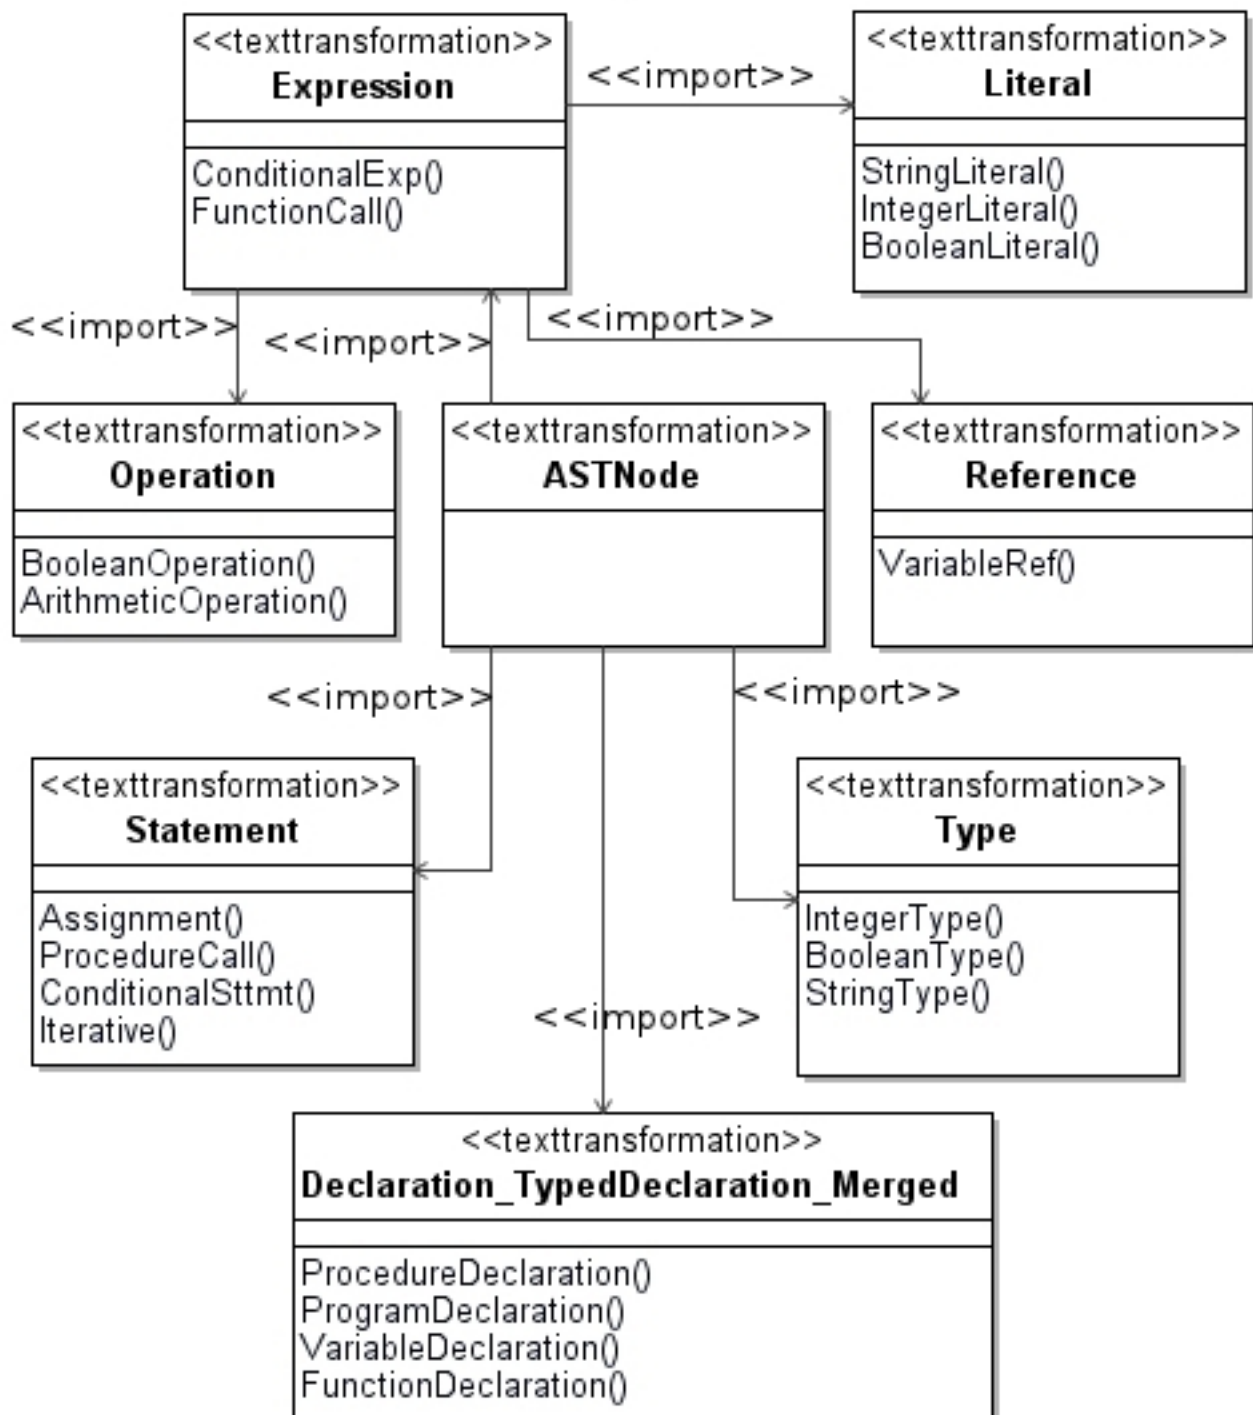 <<texttransformation>>
Expression
ConditionalExp()
FunctionCall()
<<import>>
<<texttransformation>>
Literal
StringLiteral()
IntegerLiteral()
BooleanLiteral()
<<import>>
<<import>>
<<import>>
<<texttransformation>>
Operation
BooleanOperation()
ArithmeticOperation()
<<texttransformation>>
ASTNode
<<texttransformation>>
Reference
VariableRef()
<<import>>
<<import>>
<<texttransformation>>
Statement
Assignment()
ProcedureCall()
ConditionalSttmt()
Iterative()
<<texttransformation>>
Type
IntegerType()
BooleanType()
StringType()
<<import>>
<<texttransformation>>
Declaration_TypedDeclaration_Merged
ProcedureDeclaration()
ProgramDeclaration()
VariableDeclaration()
FunctionDeclaration()